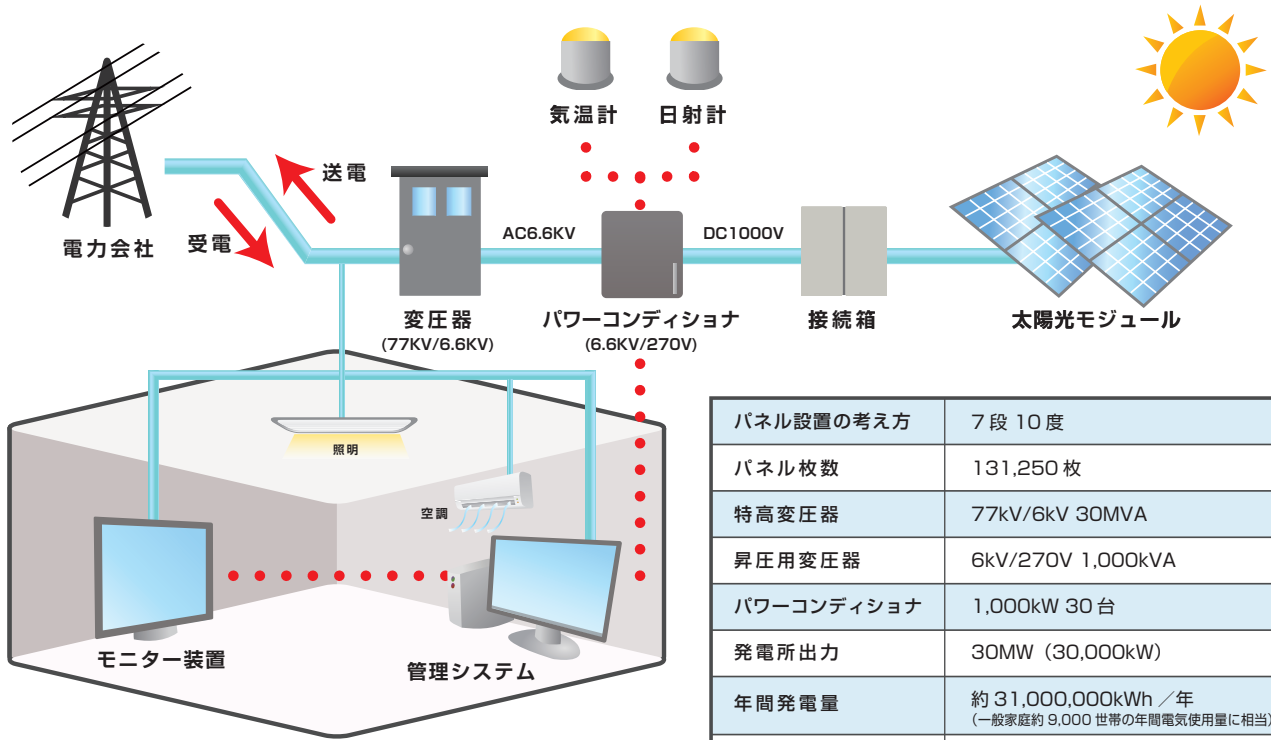 気温計
日射計
送電
受電
電力会社
AC6.6KV
DC1000V
変圧器
(77KV/6.6KV)
パワーコンディショナ
(6.6KV/270V)
接続箱
太陽光モジュール
照明
空調
モニター装置
管理システム
パネル設置の考え方 7段10度
パネル枚数 131,250枚
特高変圧器 77kV/6kV 30MVA
昇圧用変圧器 6kV/270V 1,000kVA
パワーコンディショナ 1,000kW 30台
発電所出力 30MW（30,000kW）
年間発電量 約31,000,000kWh／年
（一般家庭約9,000世帯の年間電気使用量に相当）